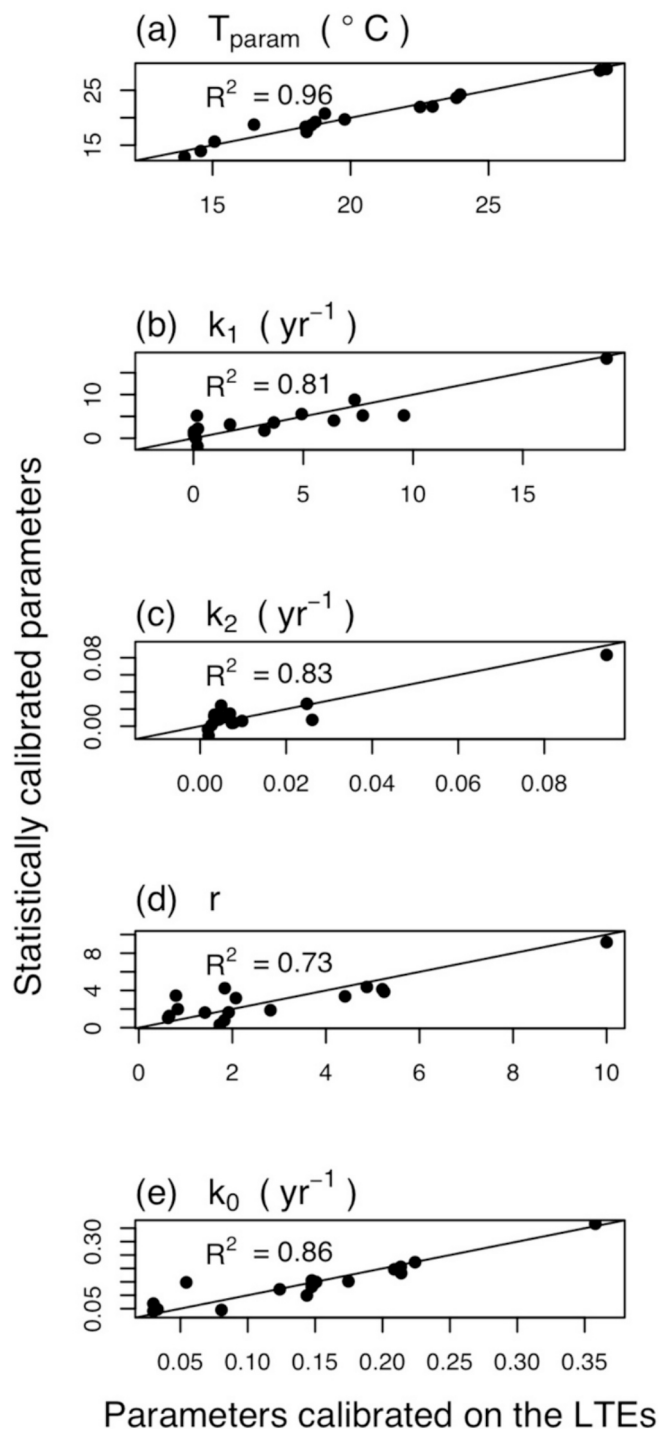 (a) T_param ( ° C)
R² = 0.96
25
15
15 20 25
(b) k₁ ( yr⁻¹)
R² = 0.81
10
0
0 5 10 15
(c) k₂ ( yr⁻¹)
R² = 0.83
0.08
0.00
0.00 0.02 0.04 0.06 0.08
(d) r
R² = 0.73
8
4
0
0 2 4 6 8 10
(e) k₀ ( yr⁻¹)
R² = 0.86
0.30
0.05
0.05 0.10 0.15 0.20 0.25 0.30 0.35
Statistically calibrated parameters
Parameters calibrated on the LTEs